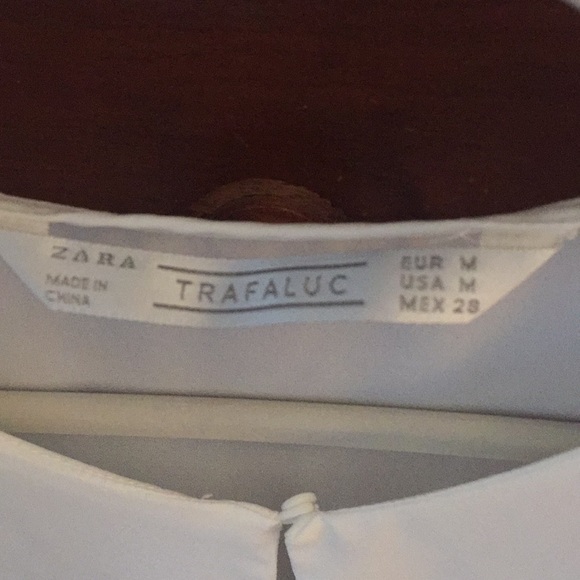 ZARA
MADE IN
CHINA
TRAFALUC
EUR M
USA M
MEX 28